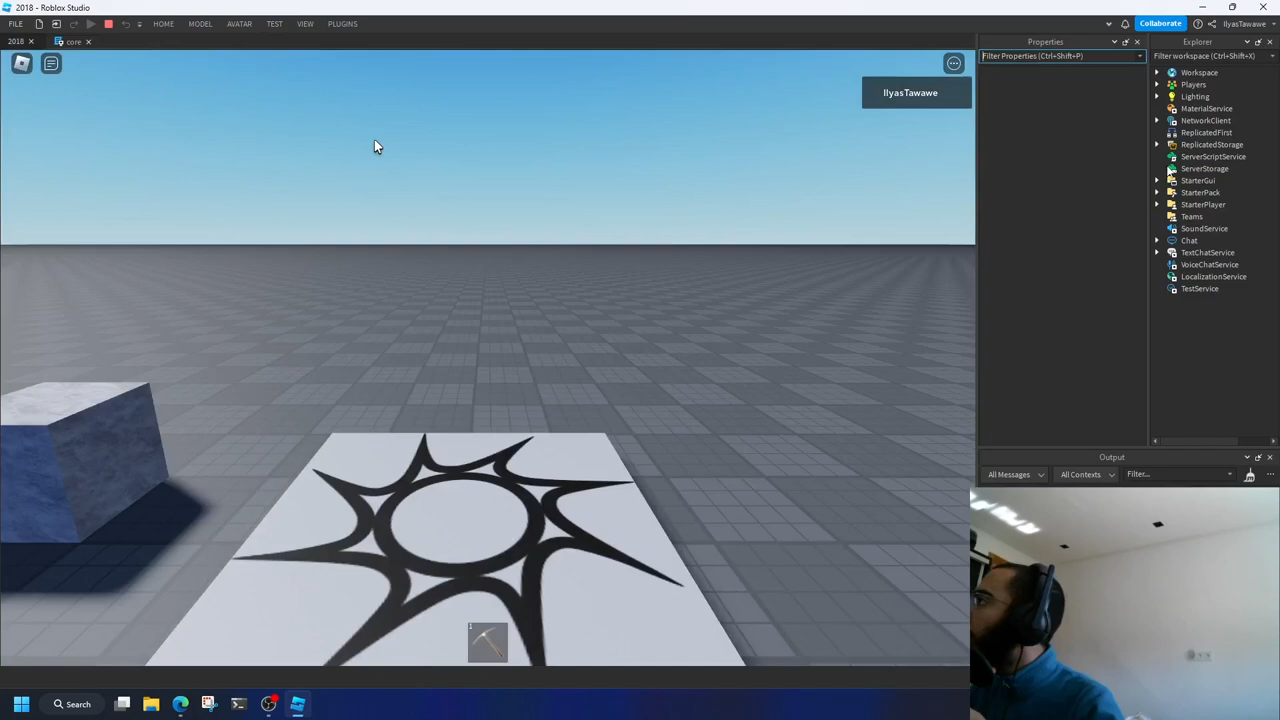 2018 - Roblox Studio
FILE HOME MODEL AVATAR TEST VIEW PLUGINS Collaborate IlyasTawawe
2018 core
Properties
Explorer
Filter Properties (Ctrl+Shift+P)
Filter workspace (Ctrl+Shift+X)
IlyasTawawe
Workspace
Players
Lighting
MaterialService
NetworkClient
ReplicatedFirst
ReplicatedStorage
ServerScriptService
ServerStorage
StarterGui
StarterPack
StarterPlayer
Teams
SoundService
Chat
TextChatService
VoiceChatService
LocalizationService
TestService
Output
All Messages All Contexts Filter...
1
Search